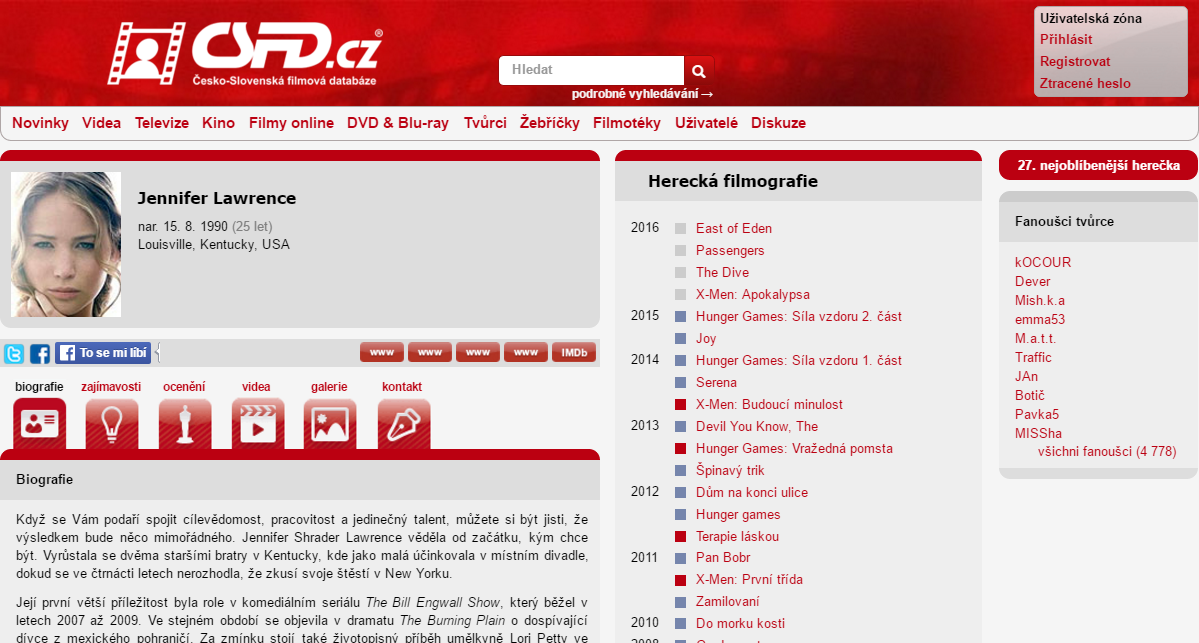 ČSFD.cz
Česko-Slovenská filmová databáze
Hledat
podrobné vyhledávání →
Uživatelská zóna
Přihlásit
Registrovat
Ztracené heslo
Novinky Videa Televize Kino Filmy online DVD & Blu-ray Tvůrci Žebříčky Filmotéky Uživatelé Diskuze
Jennifer Lawrence
nar. 15. 8. 1990 (25 let)
Louisville, Kentucky, USA
To se mi líbí
www www www www IMDb
biografie zajímavosti ocenění videa galerie kontakt
Biografie
Když se Vám podaří spojit cílevědomost, pracovitost a jedinečný talent, můžete si být jisti, že
výsledkem bude něco mimořádného. Jennifer Shrader Lawrence věděla od začátku, kým chce
být. Vyrůstala se dvěma staršími bratry v Kentucky, kde jako malá účinkovala v místním divadle,
dokud se ve čtrnácti letech nerozhodla, že zkusí svoje štěstí v New Yorku.
Její první větší příležitost byla role v komediálním seriálu The Bill Engwall Show, který běžel v
letech 2007 až 2009. Ve stejném období se objevila v dramatu The Burning Plain o dospívající
dívce z mexického pohraničí. Za zmínku stojí také životopisný příběh umělkyně Lori Petty ve
Herecká filmografie
2016 East of Eden
Passengers
The Dive
X-Men: Apokalypsa
2015 Hunger Games: Síla vzdoru 2. část
Joy
2014 Hunger Games: Síla vzdoru 1. část
Serena
X-Men: Budoucí minulost
2013 Devil You Know, The
Hunger Games: Vražedná pomsta
Špinavý trik
2012 Dům na konci ulice
Hunger games
Terapie láskou
2011 Pan Bobr
X-Men: První třída
Zamilovaní
2010 Do morku kosti
27. nejoblíbenější herečka
Fanoušci tvůrce
kOCOUR
Dever
Mish.k.a
emma53
M.a.t.t.
Traffic
JAn
Botič
Pavka5
MISSha
všichni fanoušci (4 778)